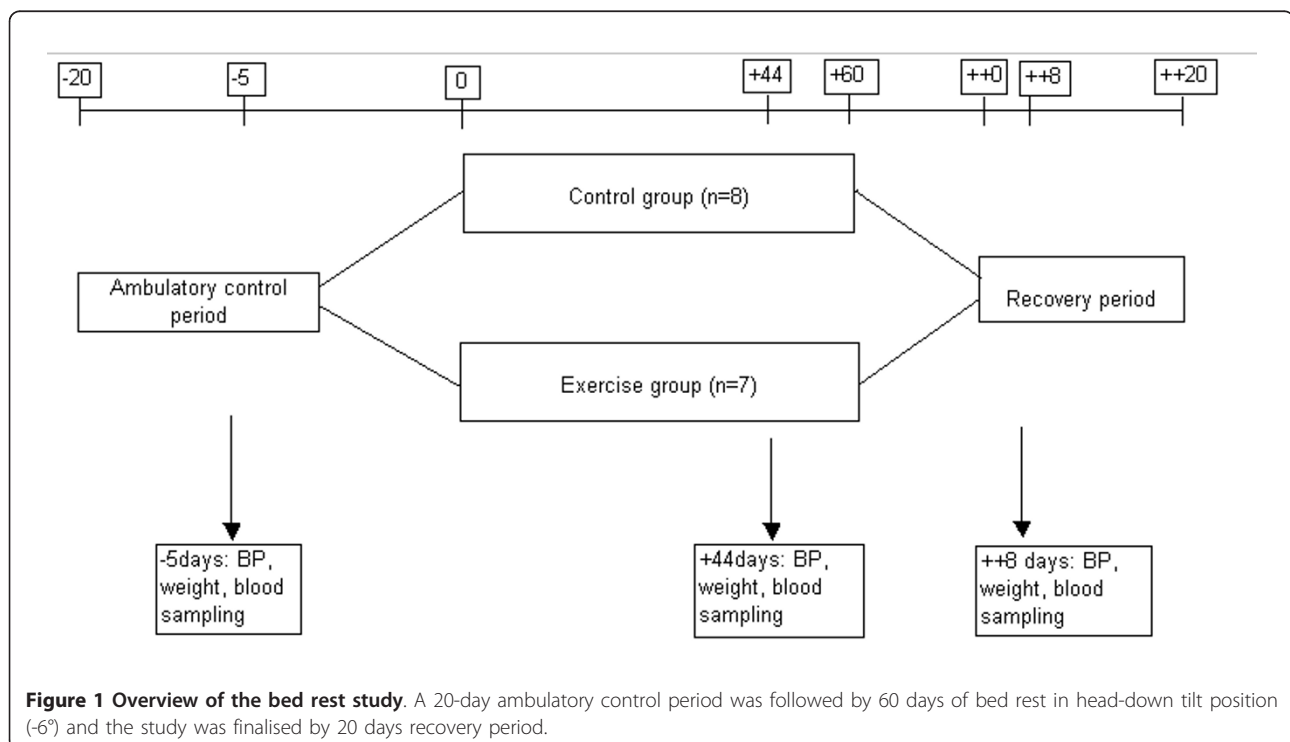 -20 -5 0 +44 +60 ++0 ++8 ++20
Control group (n=8)
Ambulatory control
period
Recovery period
Exercise group (n=7)
-5days: BP,
weight, blood
sampling
+44days: BP,
weight, blood
sampling
++8 days: BP,
weight, blood
sampling
Figure 1 Overview of the bed rest study. A 20-day ambulatory control period was followed by 60 days of bed rest in head-down tilt position
(-6°) and the study was finalised by 20 days recovery period.